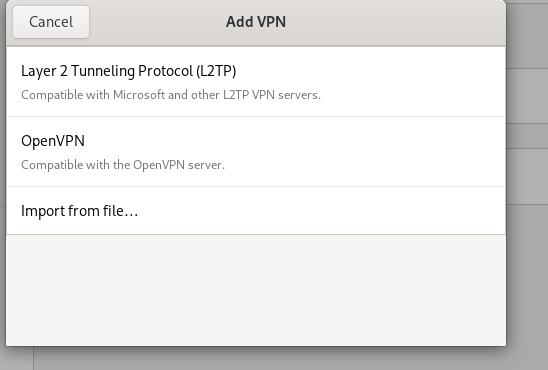 Cancel
Add VPN
Layer 2 Tunneling Protocol (L2TP)
Compatible with Microsoft and other L2TP VPN servers.
OpenVPN
Compatible with the OpenVPN server.
Import from file…